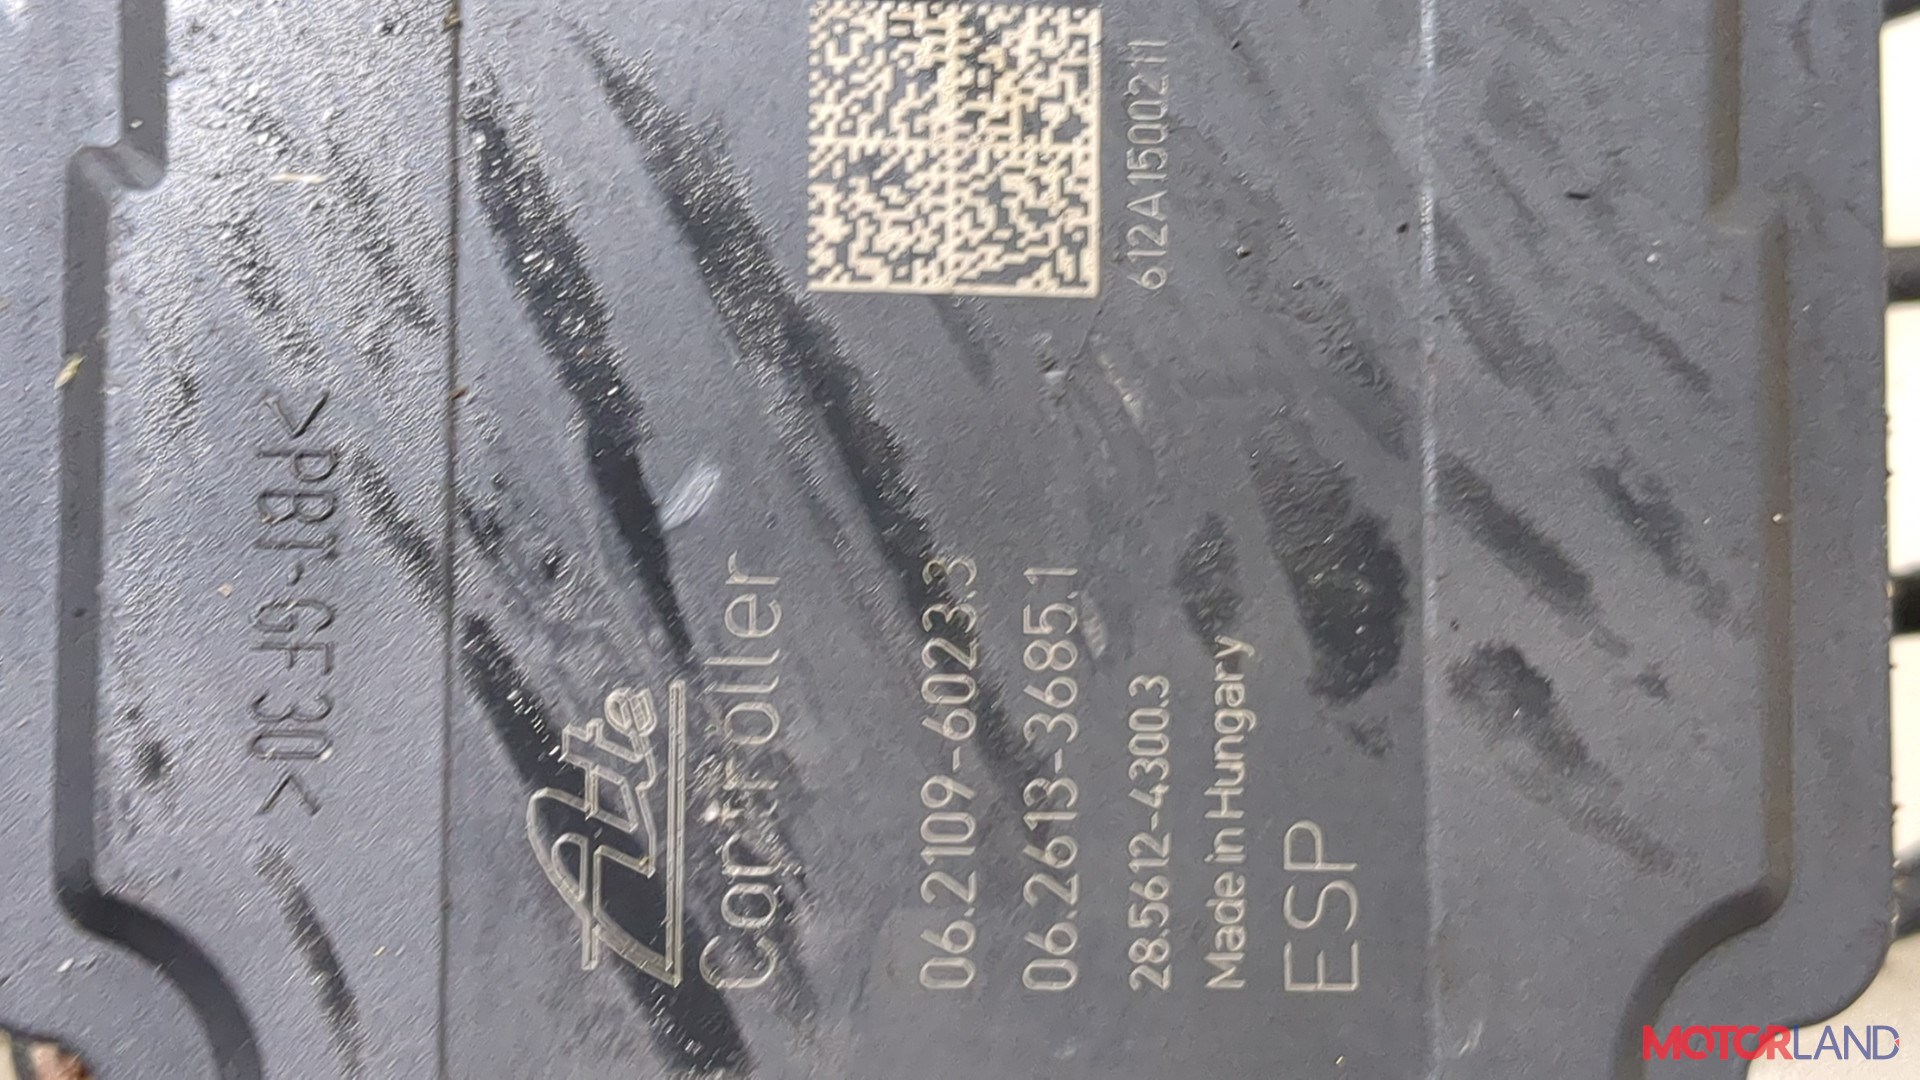 Ate
Controller
06.2109-6023.3
06.2613-3685.1
28.5612-4300.3
Made in Hungary
ESP
612A1500211
>PBT-GF30<
MOTORLAND